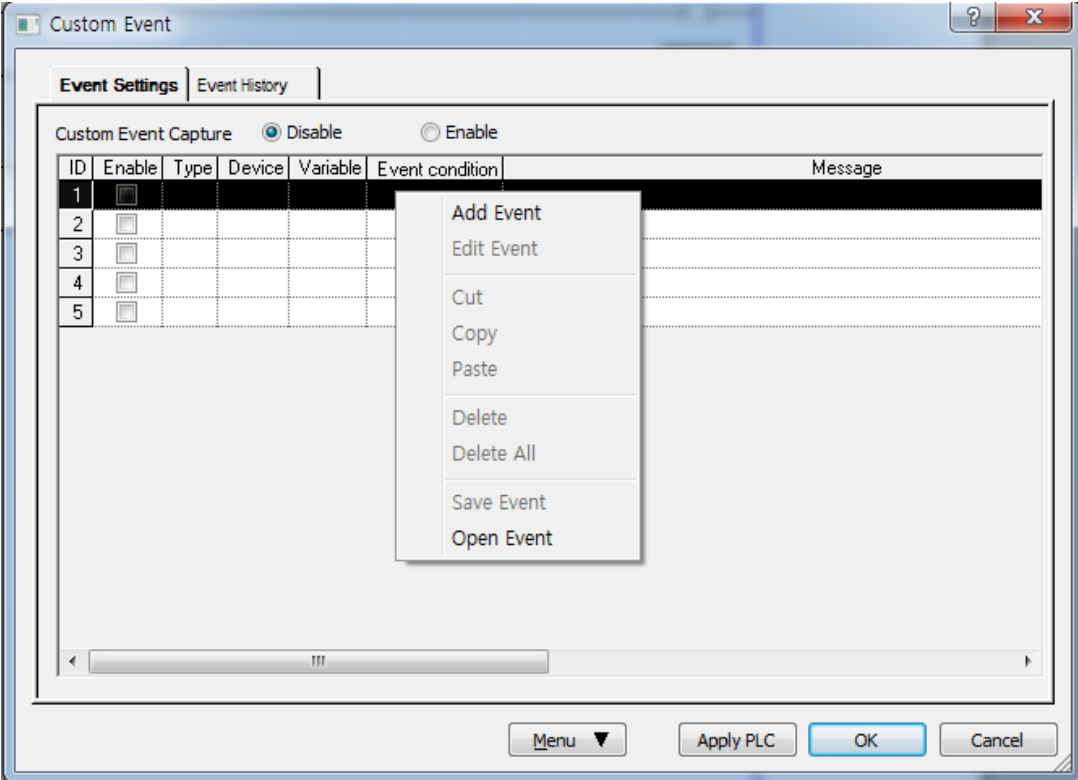 Custom Event
Event Settings Event History
Custom Event Capture Disable Enable
ID Enable Type Device Variable Event condition Message
1
2
3
4
5
Add Event
Edit Event
Cut
Copy
Paste
Delete
Delete All
Save Event
Open Event
Menu ▼ Apply PLC OK Cancel